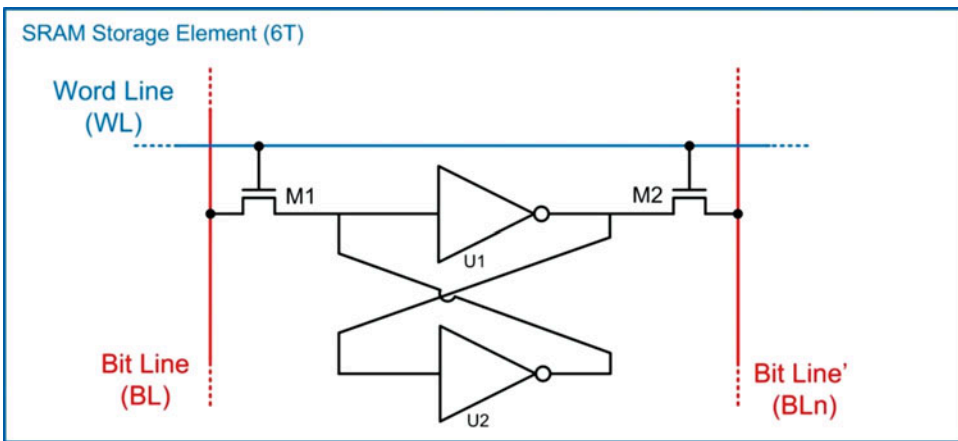 SRAM Storage Element (6T)
Word Line
(WL)
M1
M2
U1
U2
Bit Line
(BL)
Bit Line'
(BLn)